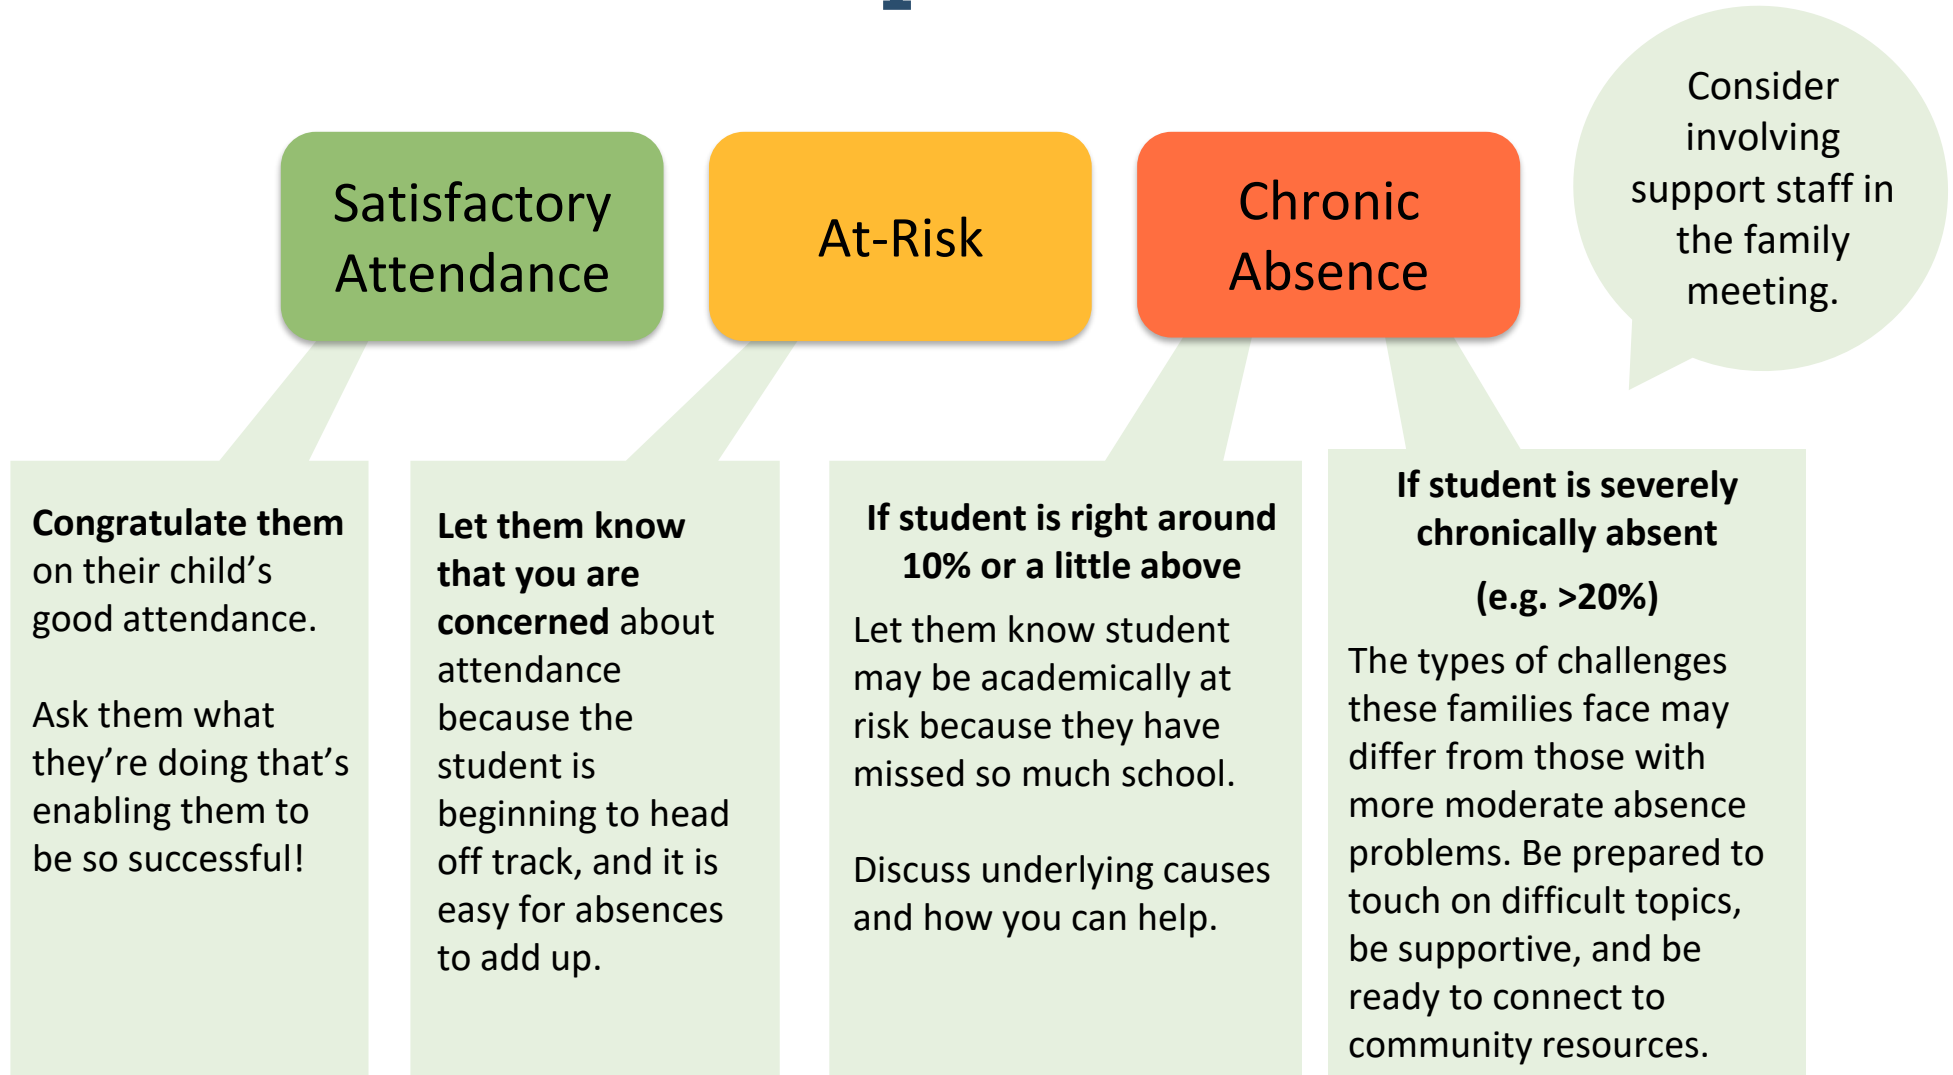 Satisfactory
Attendance
At-Risk
Chronic
Absence
Consider
involving
support staff in
the family
meeting.
Congratulate them
on their child’s
good attendance.
Ask them what
they’re doing that’s
enabling them to
be so successful!
Let them know
that you are
concerned about
attendance
because the
student is
beginning to head
off track, and it is
easy for absences
to add up.
If student is right around
10% or a little above
Let them know student
may be academically at
risk because they have
missed so much school.
Discuss underlying causes
and how you can help.
If student is severely
chronically absent
(e.g. >20%)
The types of challenges
these families face may
differ from those with
more moderate absence
problems. Be prepared to
touch on difficult topics,
be supportive, and be
ready to connect to
community resources.